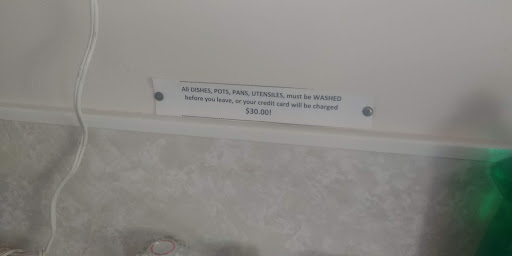 All DISHES, POTS, PANS, UTENSILES, must be WASHED
before you leave, or your credit card will be charged
$30.00!